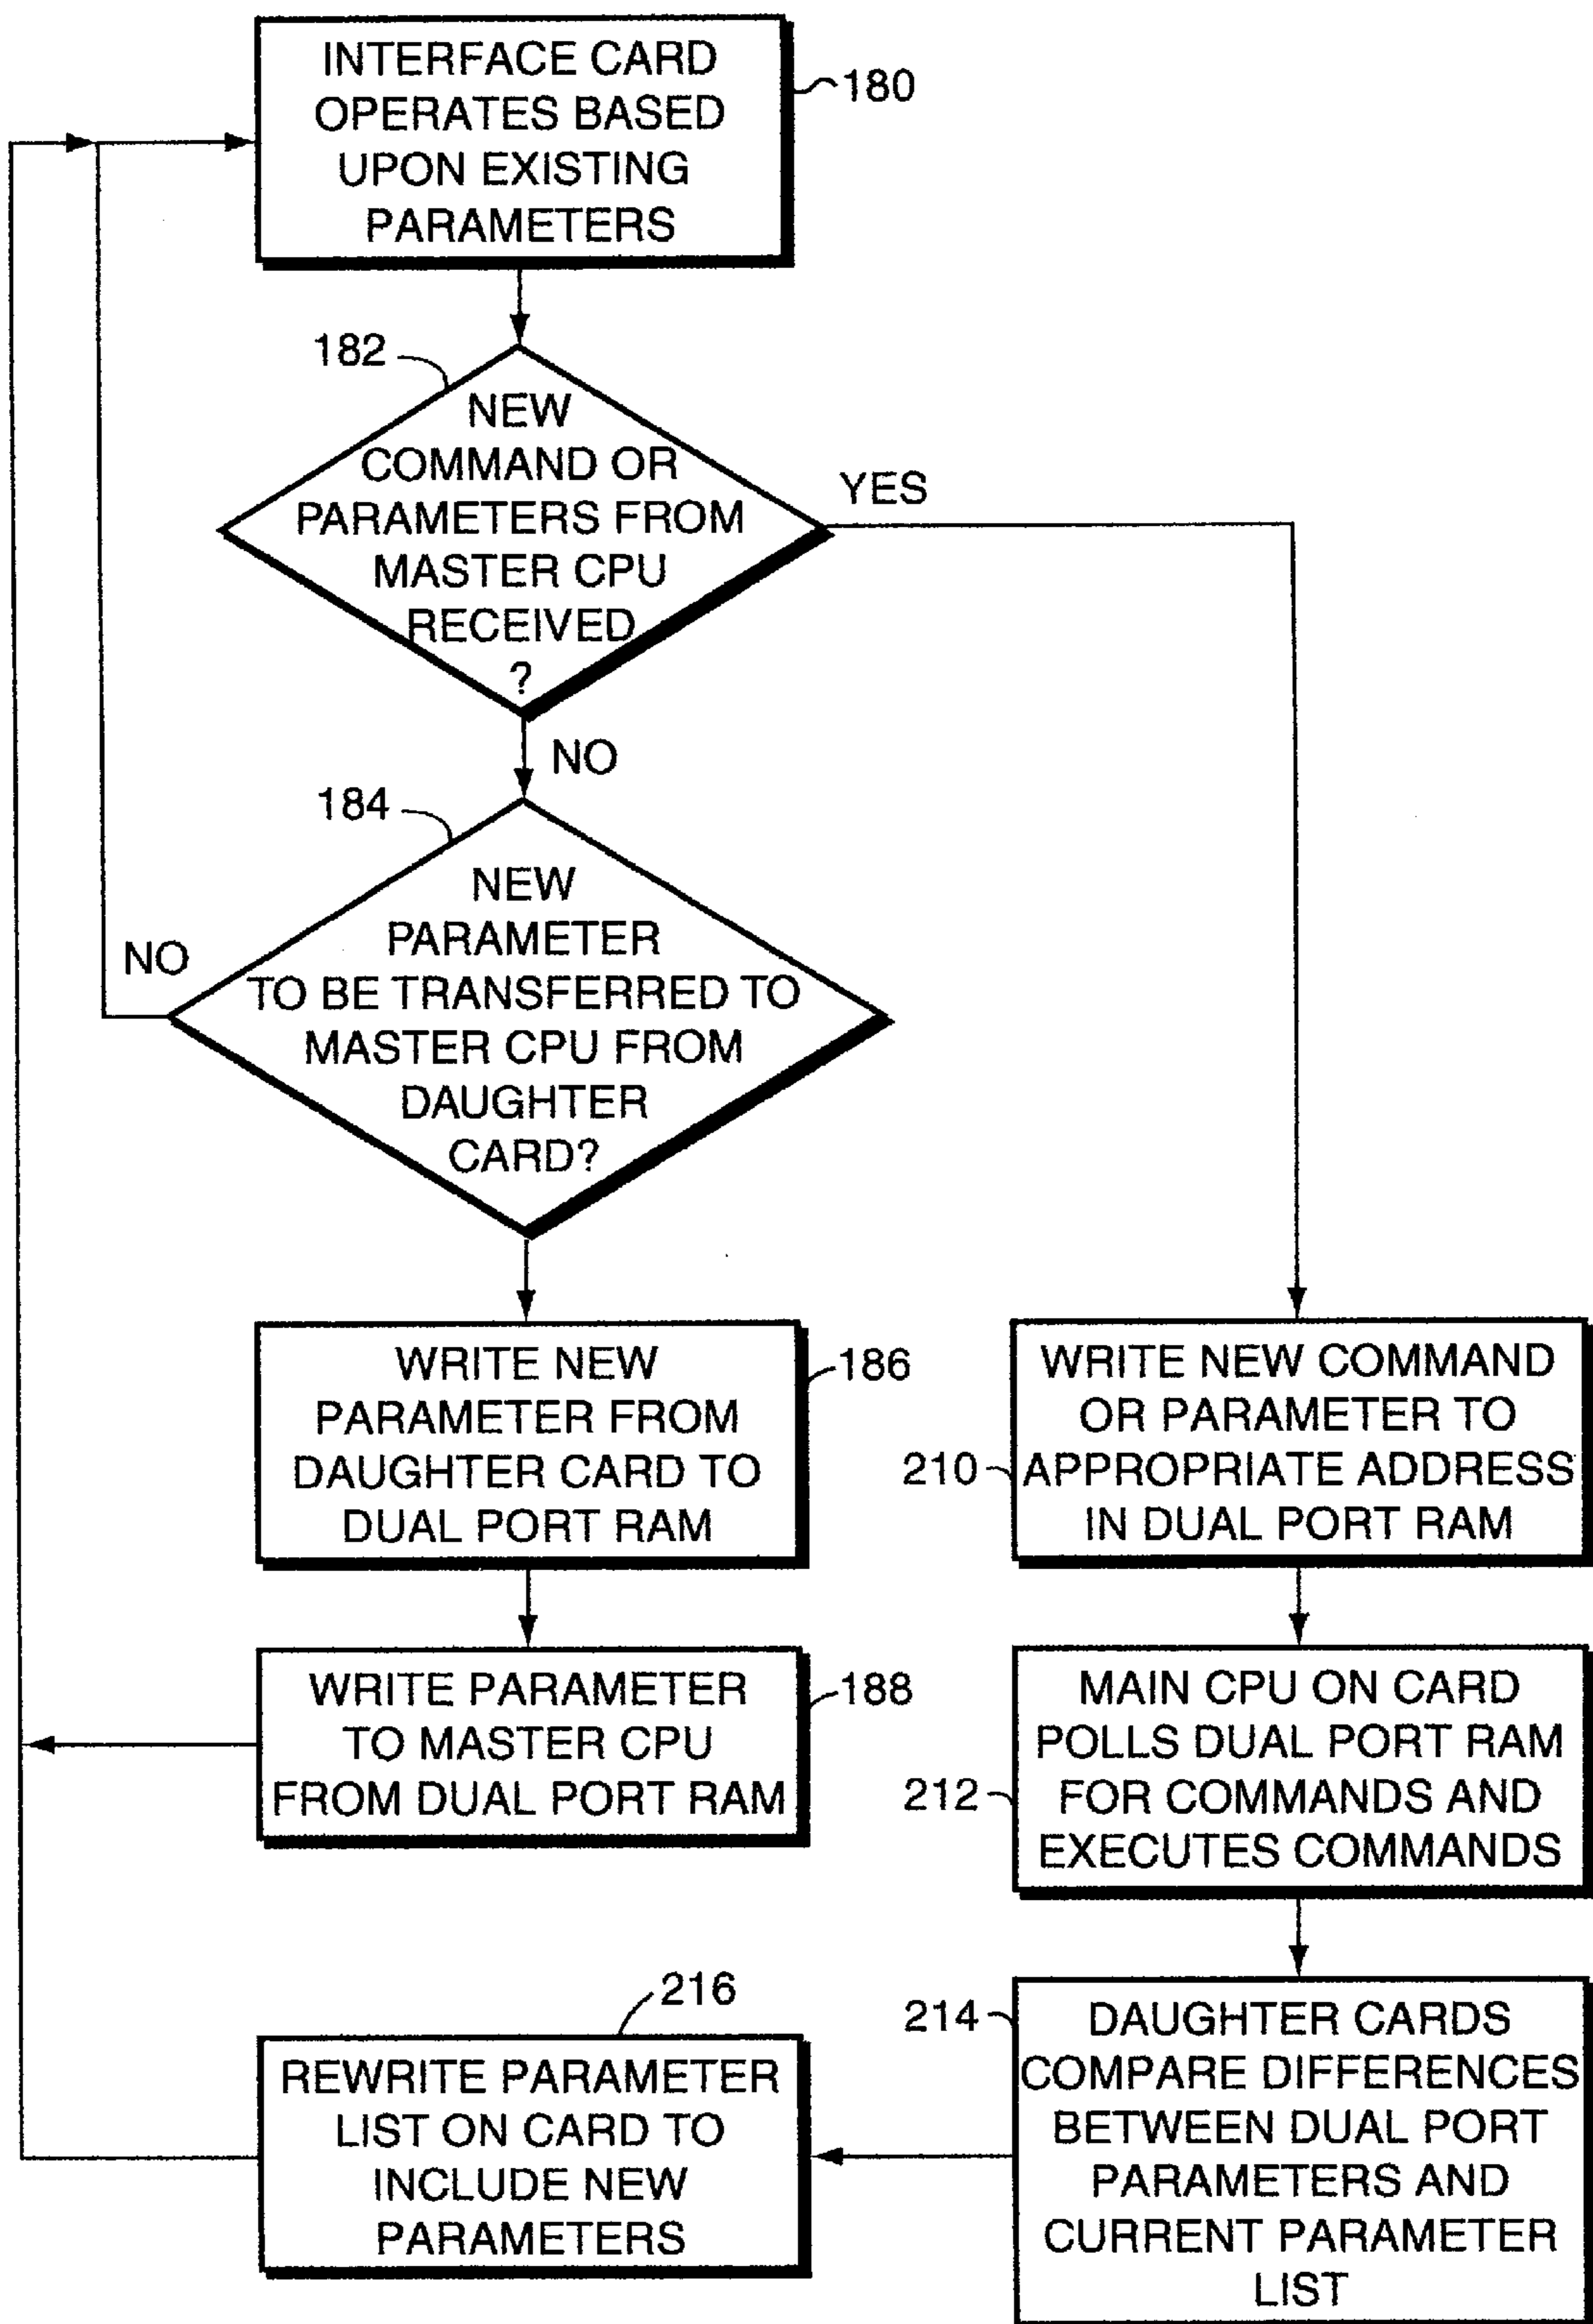 INTERFACE CARD
OPERATES BASED
UPON EXISTING
PARAMETERS
180
182
NEW
COMMAND OR
PARAMETERS FROM
MASTER CPU
RECEIVED
?
YES
NO
184
NEW
PARAMETER
TO BE TRANSFERRED TO
MASTER CPU FROM
DAUGHTER
CARD?
NO
WRITE NEW
PARAMETER FROM
DAUGHTER CARD TO
DUAL PORT RAM
186
WRITE PARAMETER
TO MASTER CPU
FROM DUAL PORT RAM
188
WRITE NEW COMMAND
OR PARAMETER TO
APPROPRIATE ADDRESS
IN DUAL PORT RAM
210
MAIN CPU ON CARD
POLLS DUAL PORT RAM
FOR COMMANDS AND
EXECUTES COMMANDS
212
214
DAUGHTER CARDS
COMPARE DIFFERENCES
BETWEEN DUAL PORT
PARAMETERS AND
CURRENT PARAMETER
LIST
216
REWRITE PARAMETER
LIST ON CARD TO
INCLUDE NEW
PARAMETERS